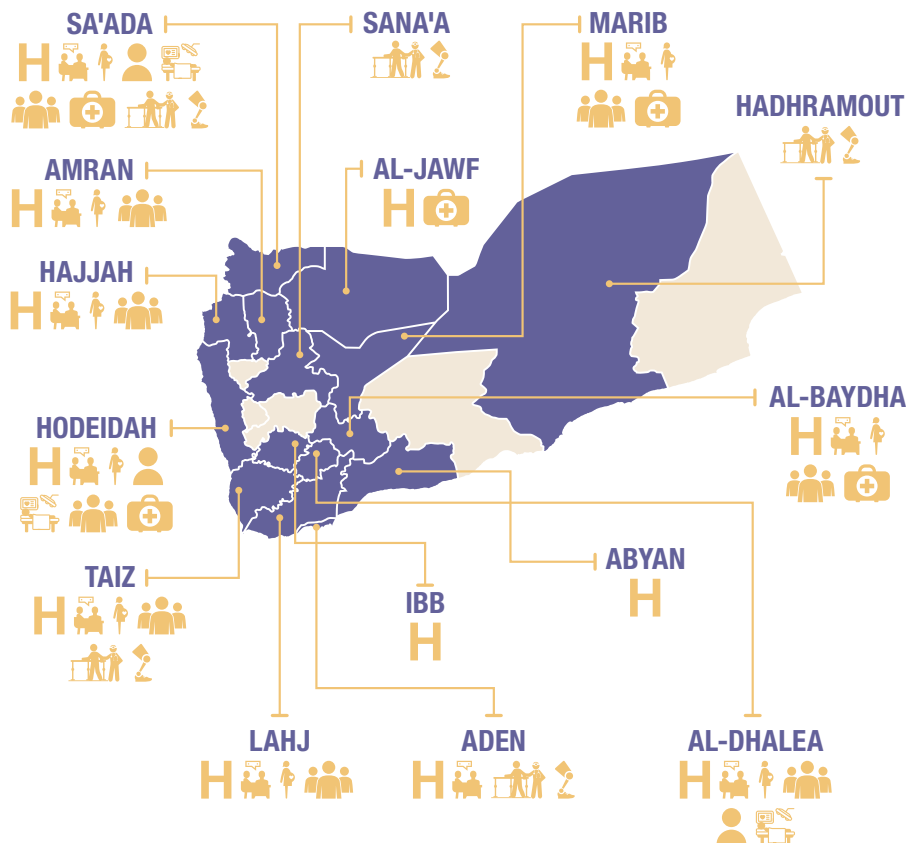 SA'ADA
SANA'A
MARIB
H
H
HADHRAMOUT
AMRAN
AL-JAWF
H
H
HAJJAH
H
AL-BAYDHA
HODEIDAH
H
H
TAIZ
ABYAN
H
IBB
H
H
LAHJ
ADEN
AL-DHALEA
H
H
H